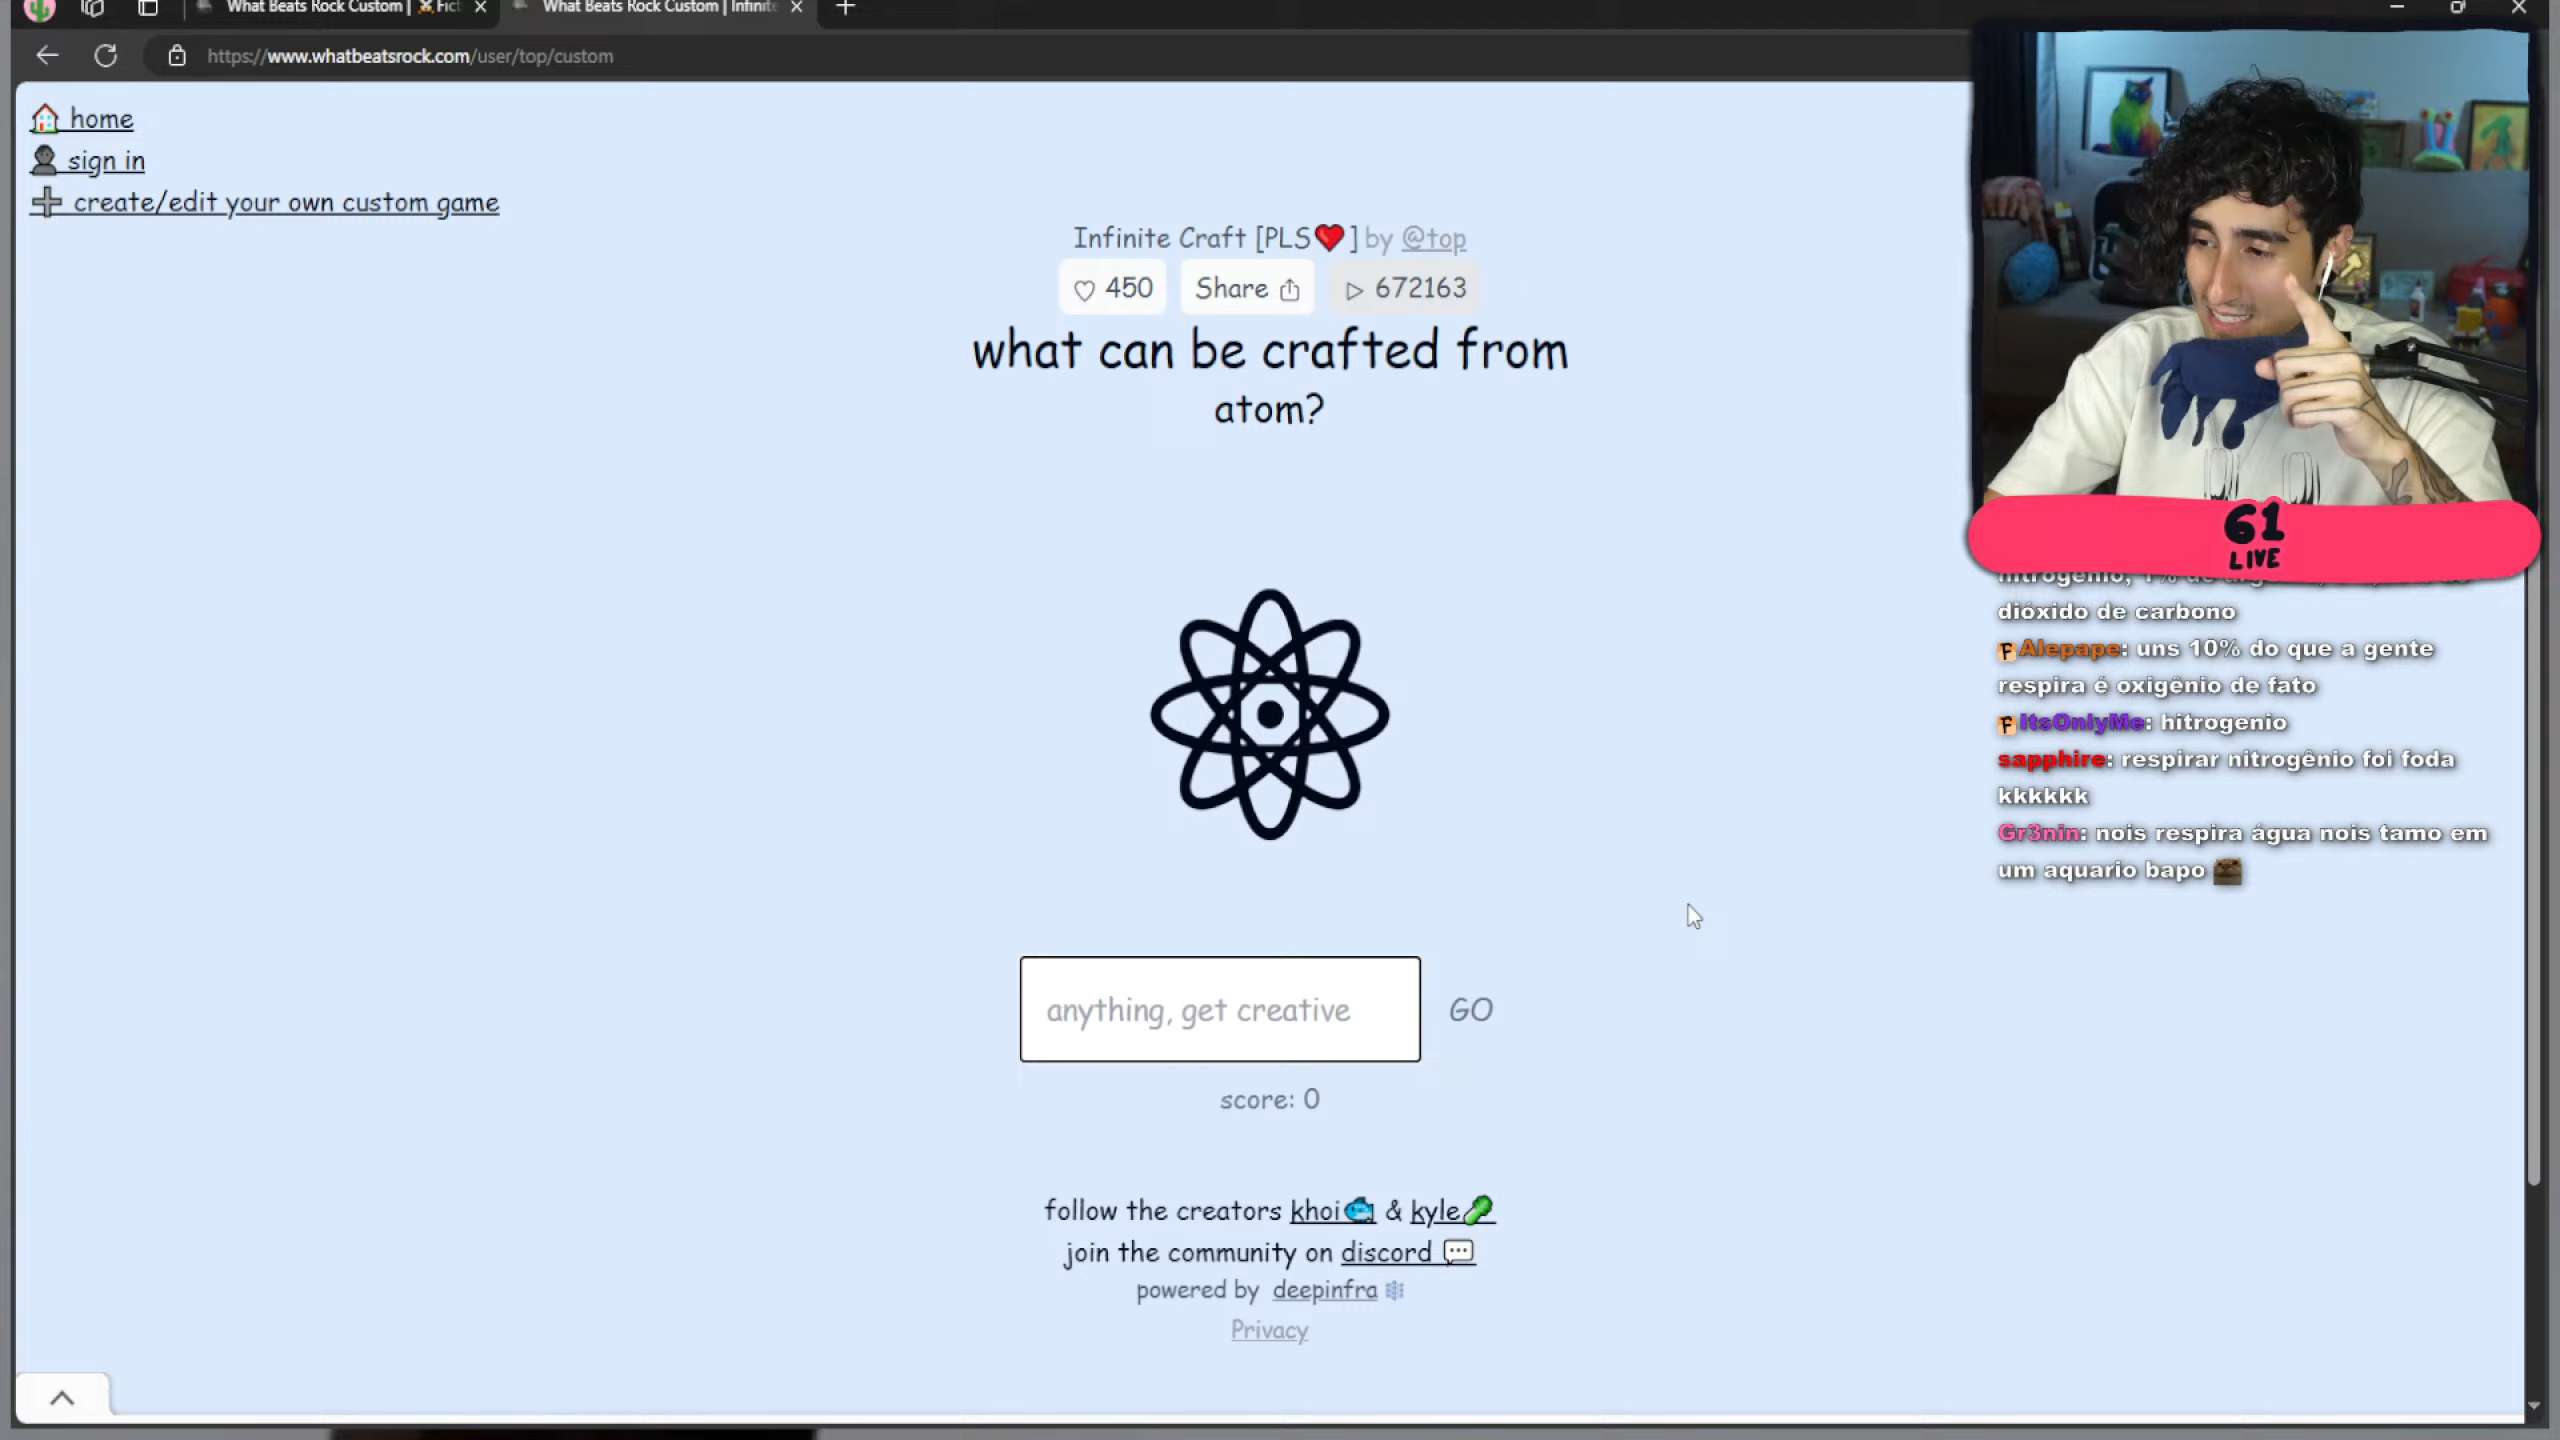 What Beats Rock Custom | ⚔Fict
What Beats Rock Custom | Infinite
https://www.whatbeatsrock.com/user/top/custom
home
sign in
create/edit your own custom game
Infinite Craft [PLS❤️] by @top
450 Share 672163
what can be crafted from
atom?
61
LIVE
dióxido de carbono
Alepape: uns 10% do que a gente
respira é oxigênio de fato
ItsOnlyMe: hitrogenio
sapphire: respirar nitrogênio foi foda
kkkkkk
Gr3nin: nois respira água nois tamo em
um aquario bapo
anything, get creative GO
score: 0
follow the creators khoi🐟 & kyle🥒
join the community on discord 💬
powered by deepinfra
Privacy